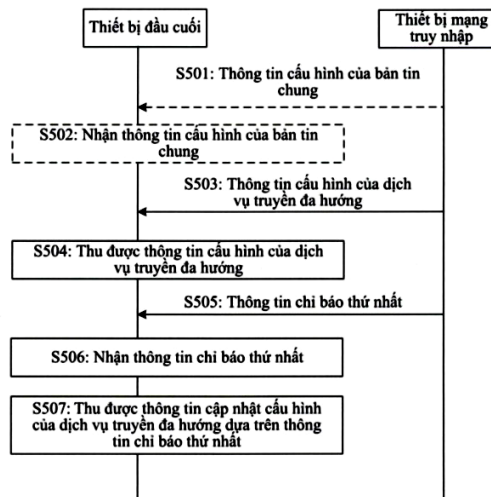 Thiết bị đầu cuối
Thiết bị mạng
truy nhập
S501: Thông tin cấu hình của bản tin
chung
S502: Nhận thông tin cấu hình của bản tin
chung
S503: Thông tin cấu hình của dịch
vụ truyền đa hướng
S504: Thu được thông tin cấu hình của dịch
vụ truyền đa hướng
S505: Thông tin chỉ báo thứ nhất
S506: Nhận thông tin chỉ báo thứ nhất
S507: Thu được thông tin cập nhật cấu hình
của dịch vụ truyền đa hướng dựa trên thông
tin chỉ báo thứ nhất